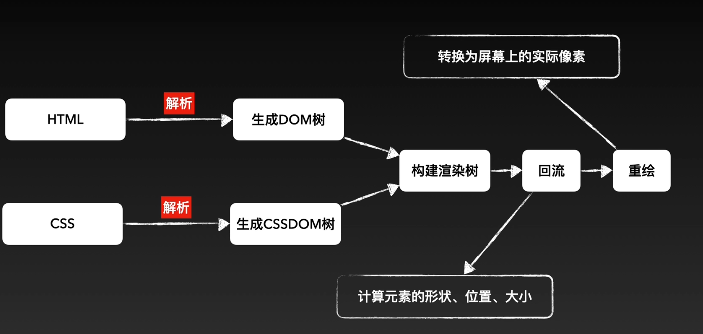 转换为屏幕上的实际像素
解析
HTML
生成DOM树
构建渲染树
回流
重绘
解析
CSS
生成CSSDOM树
计算元素的形状、位置、大小